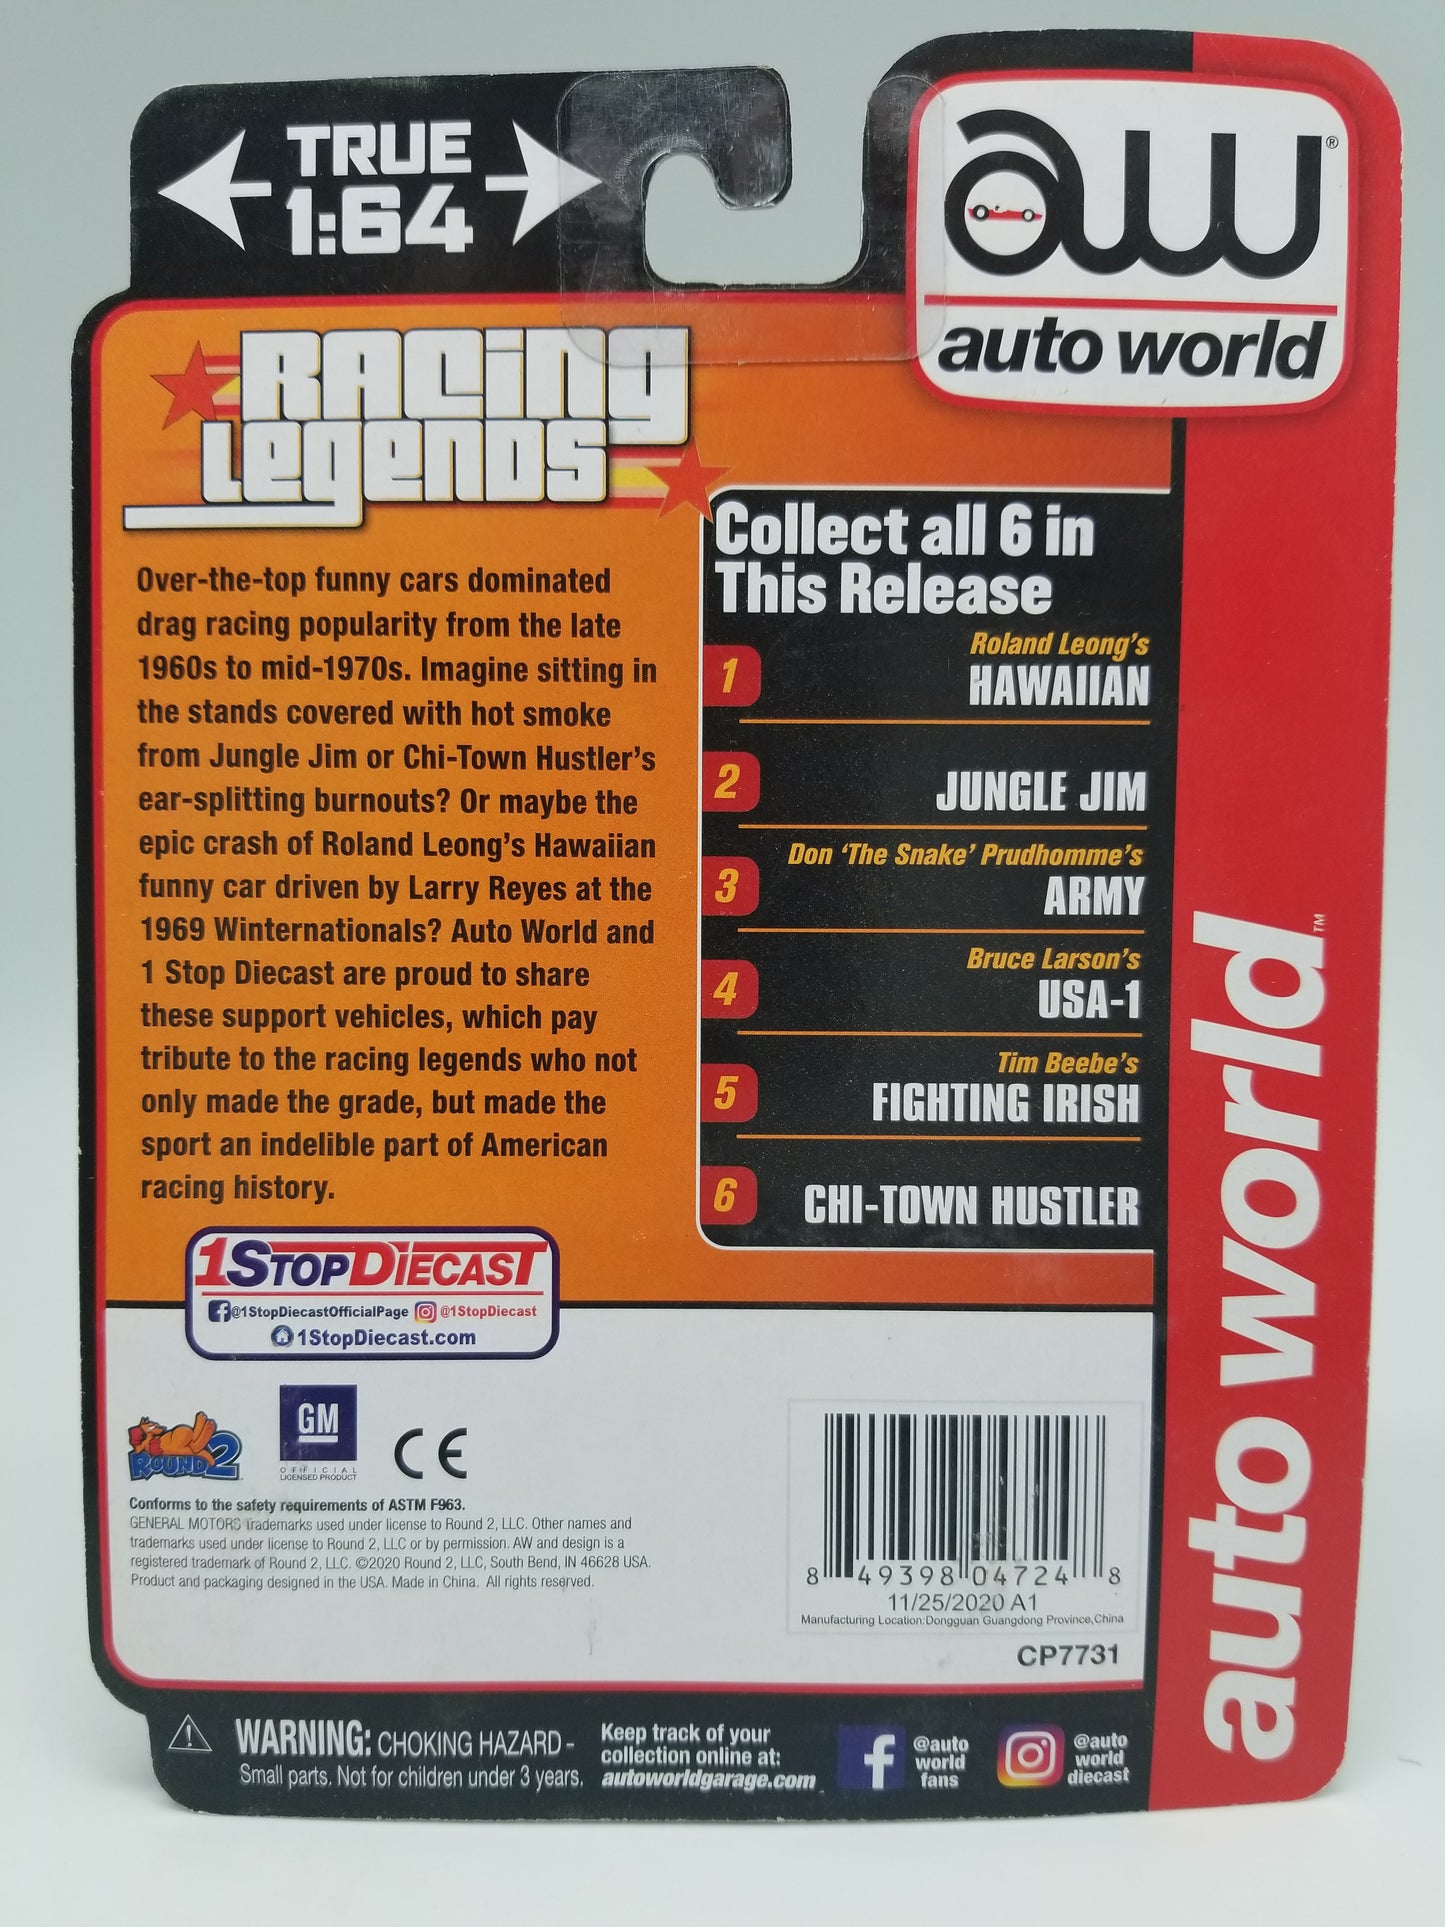 TRUE
1:64
aw®
auto world
Racing
Legends
Over-the-top funny cars dominated
drag racing popularity from the late
1960s to mid-1970s. Imagine sitting in
the stands covered with hot smoke
from Jungle Jim or Chi-Town Hustler's
ear-splitting burnouts? Or maybe the
epic crash of Roland Leong's Hawaiian
funny car driven by Larry Reyes at the
1969 Winternationals? Auto World and
1 Stop Diecast are proud to share
these support vehicles, which pay
tribute to the racing legends who not
only made the grade, but made the
sport an indelible part of American
racing history.
Collect all 6 in
This Release
Roland Leong's
1 HAWAIIAN
2 JUNGLE JIM
Don 'The Snake' Prudhomme's
3 ARMY
Bruce Larson's
4 USA-1
Tim Beebe's
5 FIGHTING IRISH
6 CHI-TOWN HUSTLER
auto world™
1STOPDIECAST
@1StopDiecastOfficialPage @1StopDiecast
1StopDiecast.com
ROUND 2
GM
OFFICIAL
LICENSED PRODUCT
CE
Conforms to the safety requirements of ASTM F963.
GENERAL MOTORS Trademarks used under license to Round 2, LLC. Other names and
trademarks used under license to Round 2, LLC or by permission. AW and design is a
registered trademark of Round 2, LLC. ©2020 Round 2, LLC, South Bend, IN 46628 USA.
Product and packaging designed in the USA. Made in China. All rights reserved.
8 49398 04724 8
11/25/2020 A1
Manufacturing Location:Dongguan Guangdong Province,China
CP7731
WARNING: CHOKING HAZARD -
Small parts. Not for children under 3 years.
Keep track of your
collection online at:
autoworldgarage.com
@auto
world
fans
@auto
world
diecast